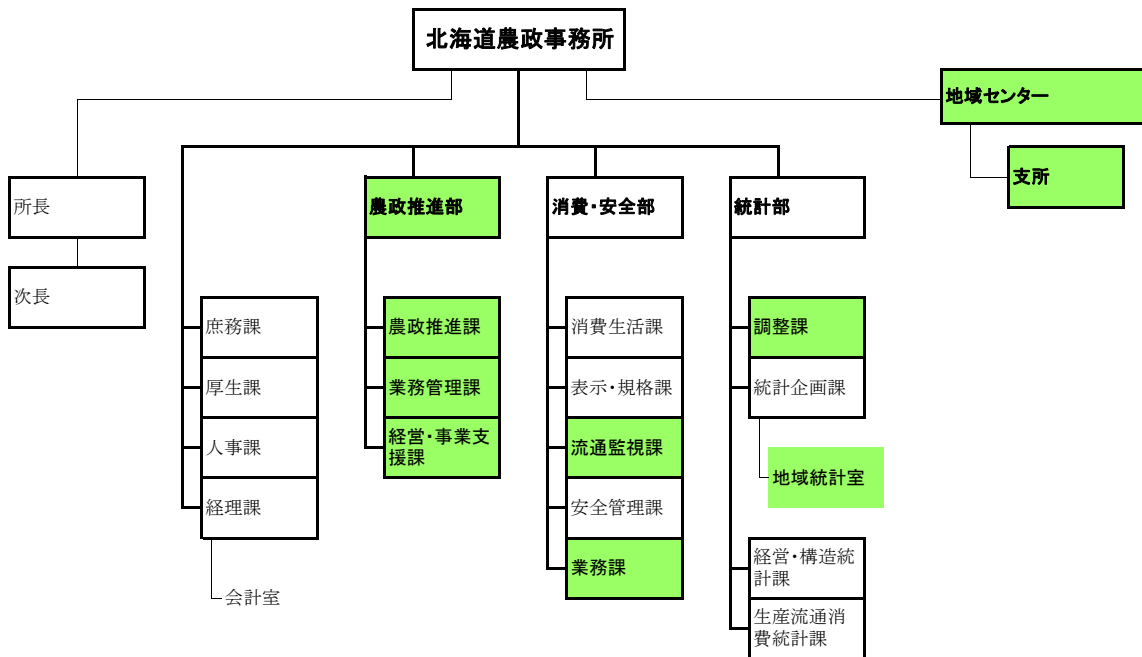 北海道農政事務所
地域センター
支所
所長
次長
庶務課
厚生課
人事課
経理課
会計室
農政推進部
農政推進課
業務管理課
経営・事業支
援課
消費・安全部
消費生活課
表示・規格課
流通監視課
安全管理課
業務課
統計部
調整課
統計企画課
地域統計室
経営・構造統
計課
生産流通消
費統計課